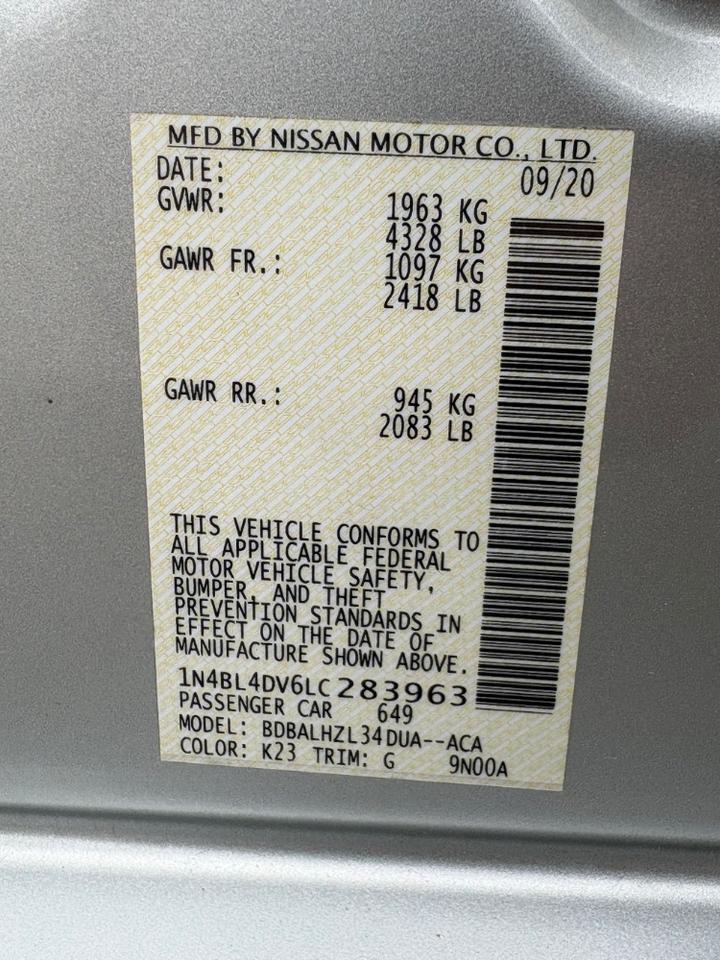 MFD BY NISSAN MOTOR CO., LTD.
DATE: 09/20
GVWR: 1963 KG
4328 LB
GAWR FR.: 1097 KG
2418 LB
GAWR RR.: 945 KG
2083 LB
THIS VEHICLE CONFORMS TO
ALL APPLICABLE FEDERAL
MOTOR VEHICLE SAFETY,
BUMPER, AND THEFT
PREVENTION STANDARDS IN
EFFECT ON THE DATE OF
MANUFACTURE SHOWN ABOVE.
1N4BL4DV6LC283963
PASSENGER CAR 649
MODEL: BDBALHZL34DUA--ACA
COLOR: K23 TRIM: G 9N00A